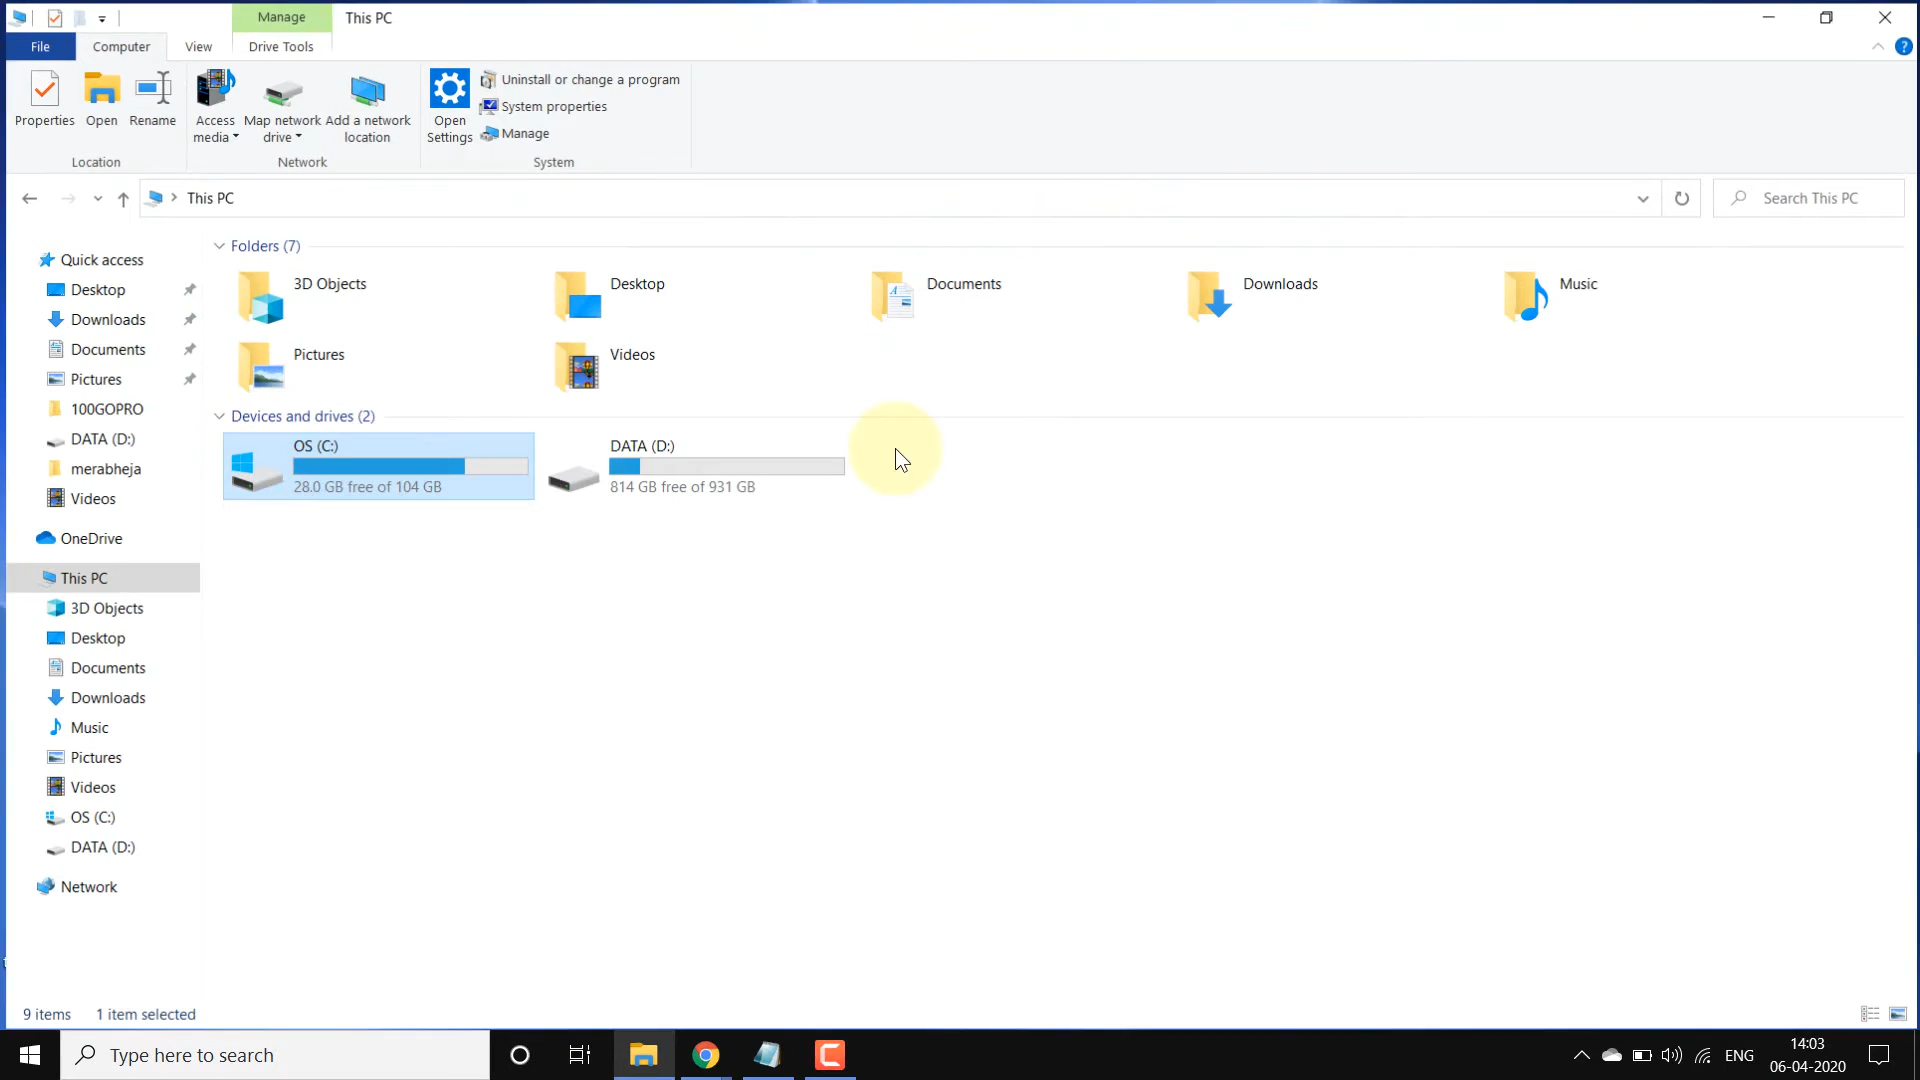 Manage
This PC
File
Computer
View
Drive Tools
Properties
Open
Rename
Access media
Map network drive
Add a network location
Open Settings
Uninstall or change a program
System properties
Manage
Location
Network
System
This PC
Search This PC
Quick access
Desktop
Downloads
Documents
Pictures
100GOPRO
DATA (D:)
merabheja
Videos
OneDrive
This PC
3D Objects
Desktop
Documents
Downloads
Music
Pictures
Videos
OS (C:)
DATA (D:)
Network
Folders (7)
3D Objects
Desktop
Documents
Downloads
Music
Pictures
Videos
Devices and drives (2)
OS (C:)
28.0 GB free of 104 GB
DATA (D:)
814 GB free of 931 GB
9 items
1 item selected
Type here to search
ENG
14:03
06-04-2020